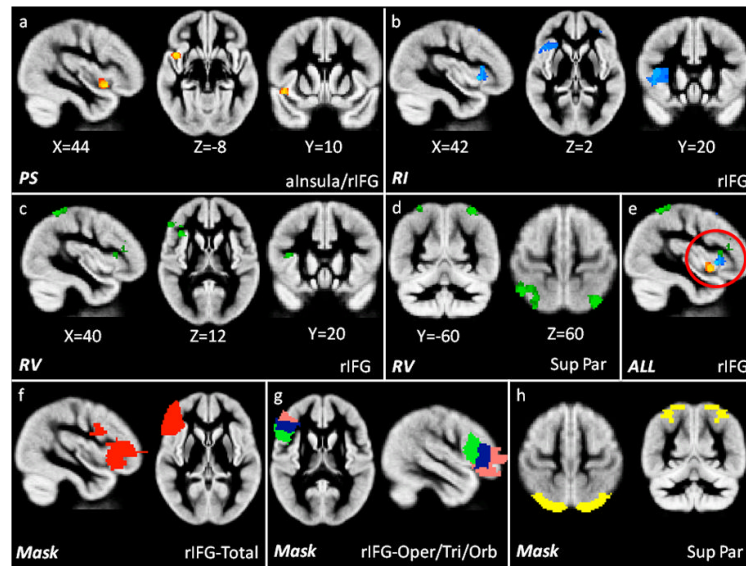 a
X=44 Z=-8 Y=10
PS aInsula/rIFG
b
X=42 Z=2 Y=20
RI rIFG
c
X=40 Z=12 Y=20
RV rIFG
d
Y=-60 Z=60
RV Sup Par
e
ALL rIFG
f
Mask rIFG-Total
g
Mask rIFG-Oper/Tri/Orb
h
Mask Sup Par